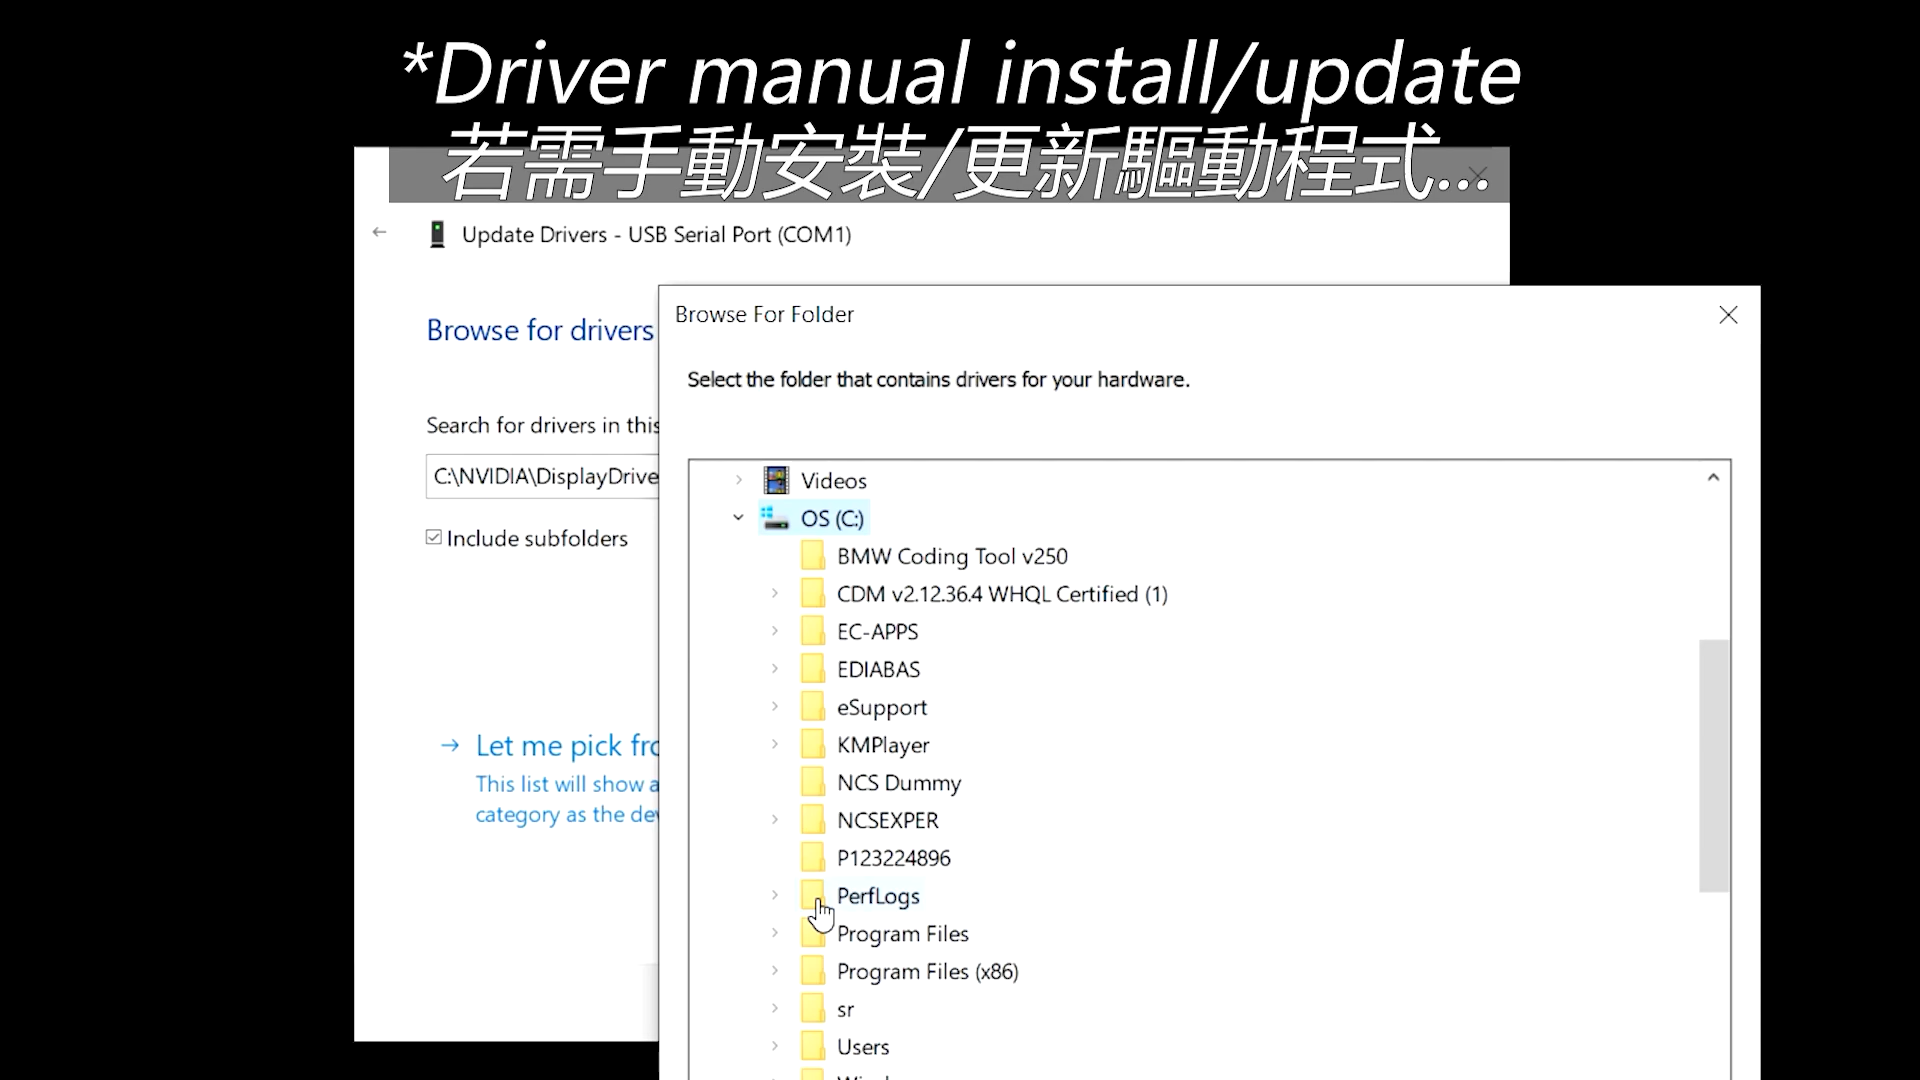 *Driver manual install/update
若需手動安裝/更新驅動程式...
Update Drivers - USB Serial Port (COM1)
Browse For Folder
Browse for drivers
Select the folder that contains drivers for your hardware.
Search for drivers in this
C:\NVIDIA\DisplayDrive
Videos
OS (C:)
Include subfolders
BMW Coding Tool v250
CDM v2.12.36.4 WHQL Certified (1)
EC-APPS
EDIABAS
eSupport
KMPlayer
Let me pick
This list will show
category as the
NCS Dummy
NCSEXPER
P123224896
PerfLogs
Program Files
Program Files (x86)
sr
Users